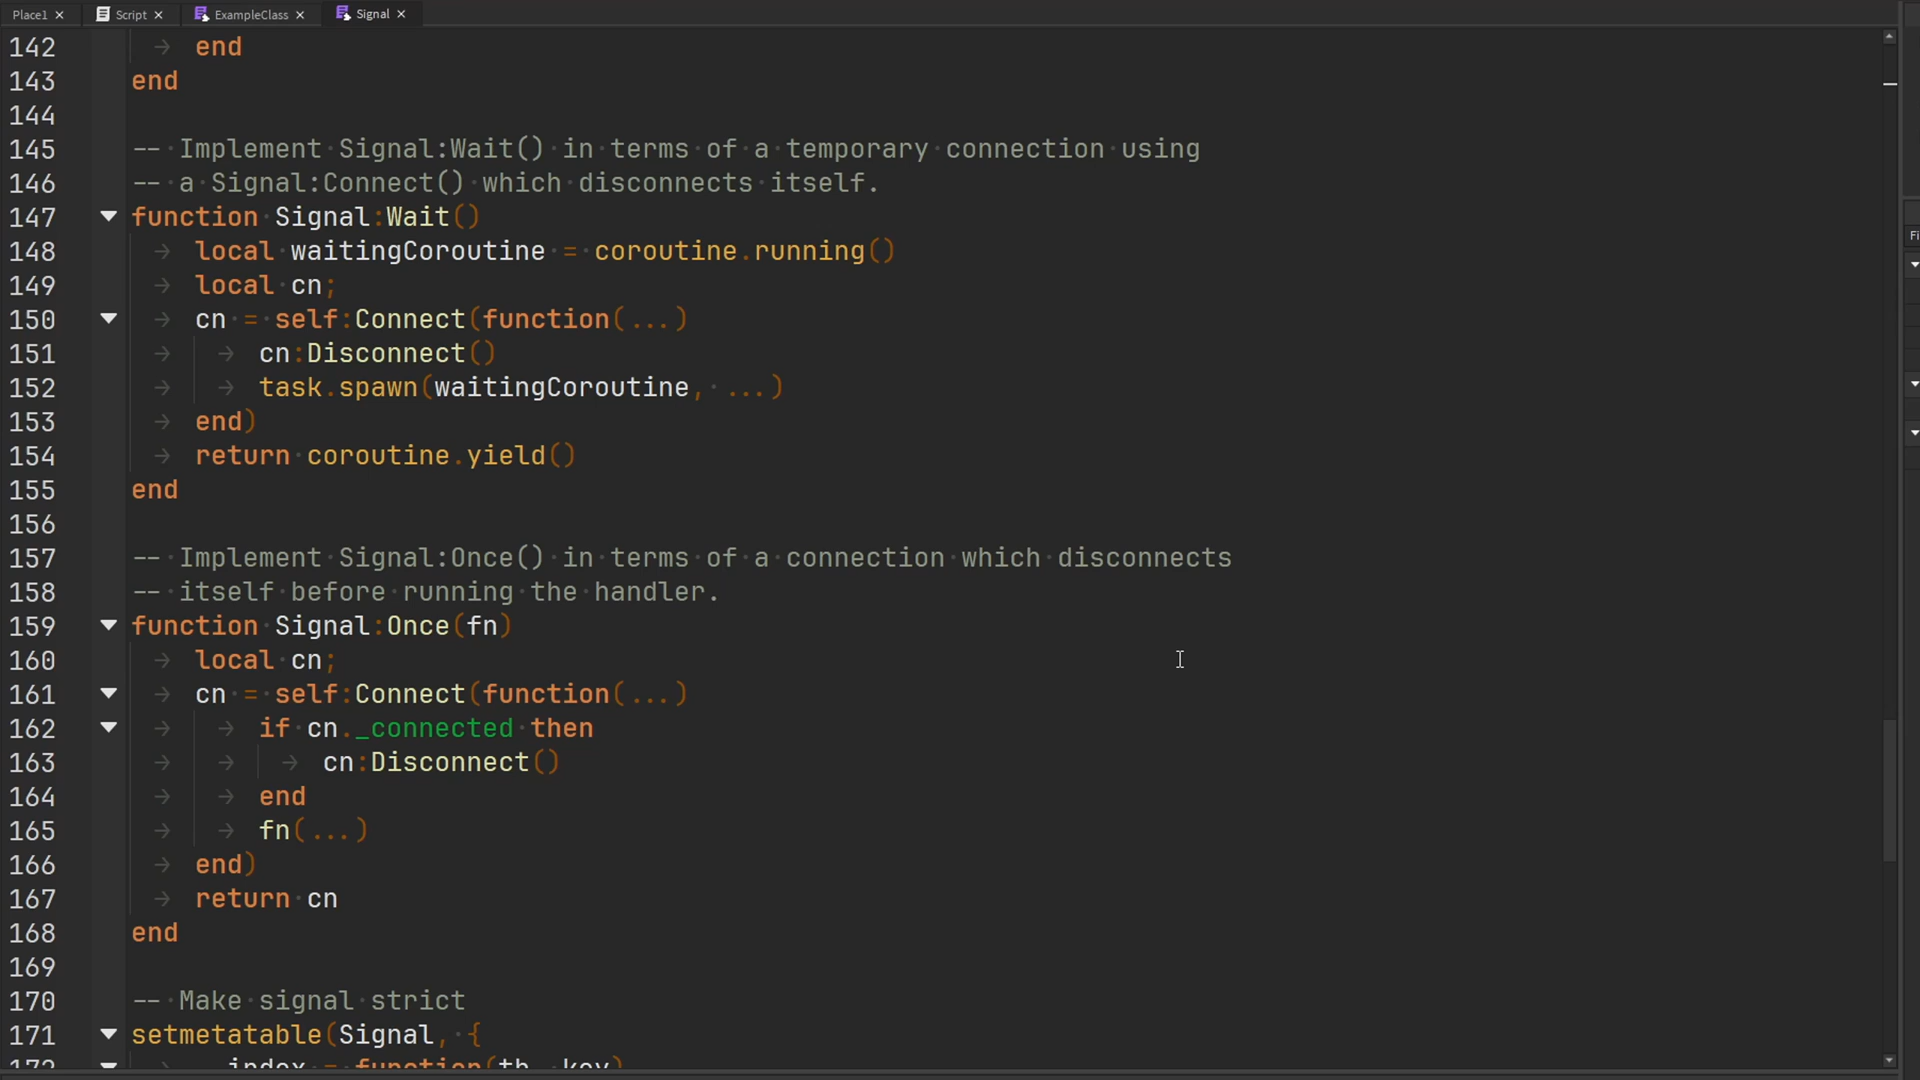 Place1 Script ExampleClass Signal
142 end
143 end
144
145 -- Implement Signal:Wait() in terms of a temporary connection using
146 -- a Signal:Connect() which disconnects itself.
147 function Signal:Wait()
148 local waitingCoroutine = coroutine.running()
149 local cn;
150 cn = self:Connect(function(...)
151 cn:Disconnect()
152 task.spawn(waitingCoroutine, ...)
153 end)
154 return coroutine.yield()
155 end
156
157 -- Implement Signal:Once() in terms of a connection which disconnects
158 -- itself before running the handler.
159 function Signal:Once(fn)
160 local cn;
161 cn = self:Connect(function(...)
162 if cn._connected then
163 cn:Disconnect()
164 end
165 fn(...)
166 end)
167 return cn
168 end
169
170 -- Make signal strict
171 setmetatable(Signal, {
172 __index = function(tb, key)
Fi